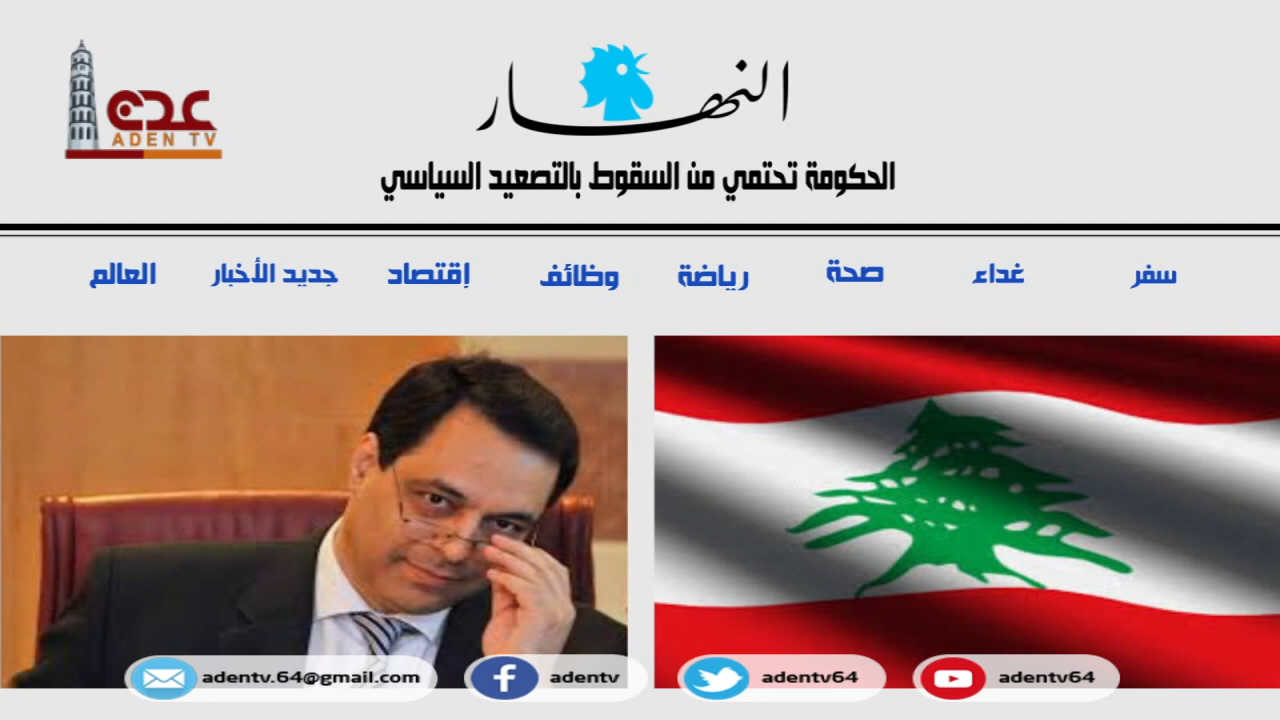 النهار
عدن
ADEN TV
الحكومة تحتمي من السقوط بالتصعيد السياسي
سفر غداء صحة رياضة وظائف إقتصاد جديد الأخبار العالم
adentv.64@gmail.com adentv adentv64 adentv64